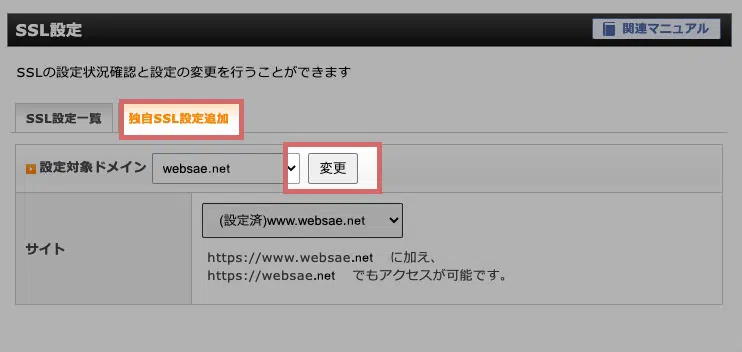 SSL設定
関連マニュアル
SSLの設定状況確認と設定の変更を行うことができます
SSL設定一覧
独自SSL設定追加
設定対象ドメイン websae.net 変更
サイト
(設定済)www.websae.net
https://www.websae.net に加え、
https://websae.net でもアクセスが可能です。